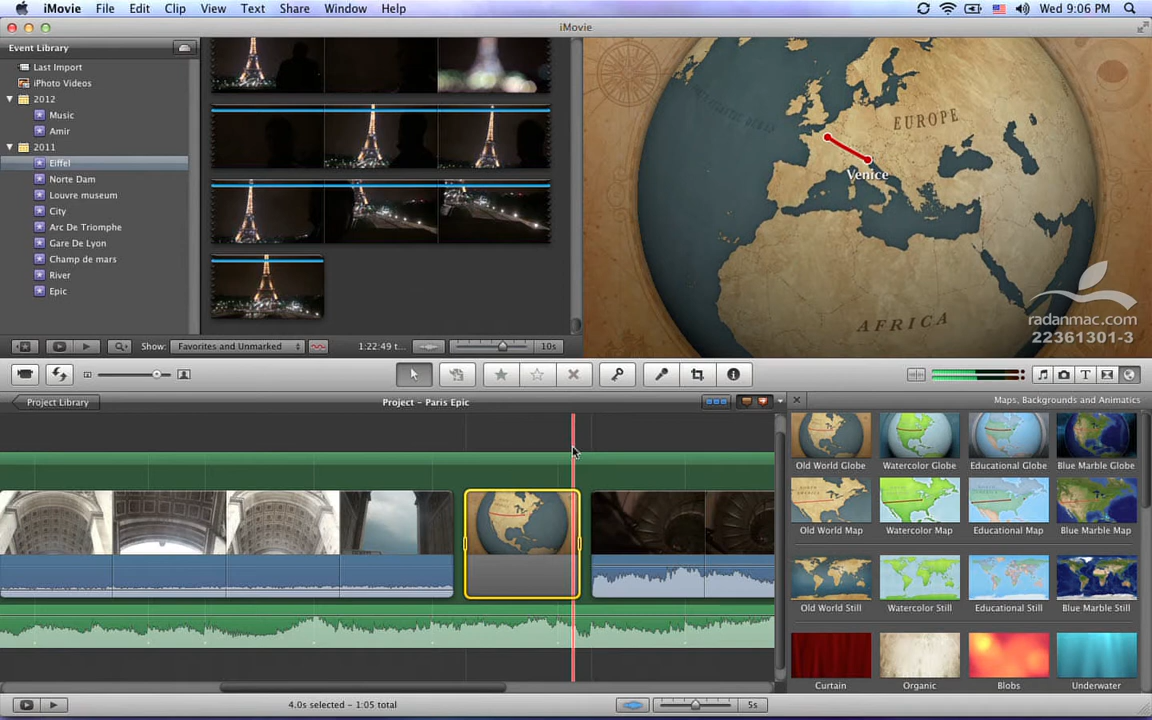 iMovie File Edit Clip View Text Share Window Help Wed 9:06 PM
iMovie
Event Library
Last Import
iPhoto Videos
2012
Music
Amir
2011
Eiffel
Norte Dam
Louvre museum
City
Arc De Triomphe
Gare De Lyon
Champ de mars
River
Epic
EUROPE
Venice
AFRICA
radanmac.com
22361301-3
Show: Favorites and Unmarked 1:22:49 t... 10s
Project Library
Project - Paris Epic
Maps, Backgrounds and Animatics
Old World Globe Watercolor Globe Educational Globe Blue Marble Globe
Old World Map Watercolor Map Educational Map Blue Marble Map
Old World Still Watercolor Still Educational Still Blue Marble Still
Curtain Organic Blobs Underwater
4.0s selected - 1:05 total 5s